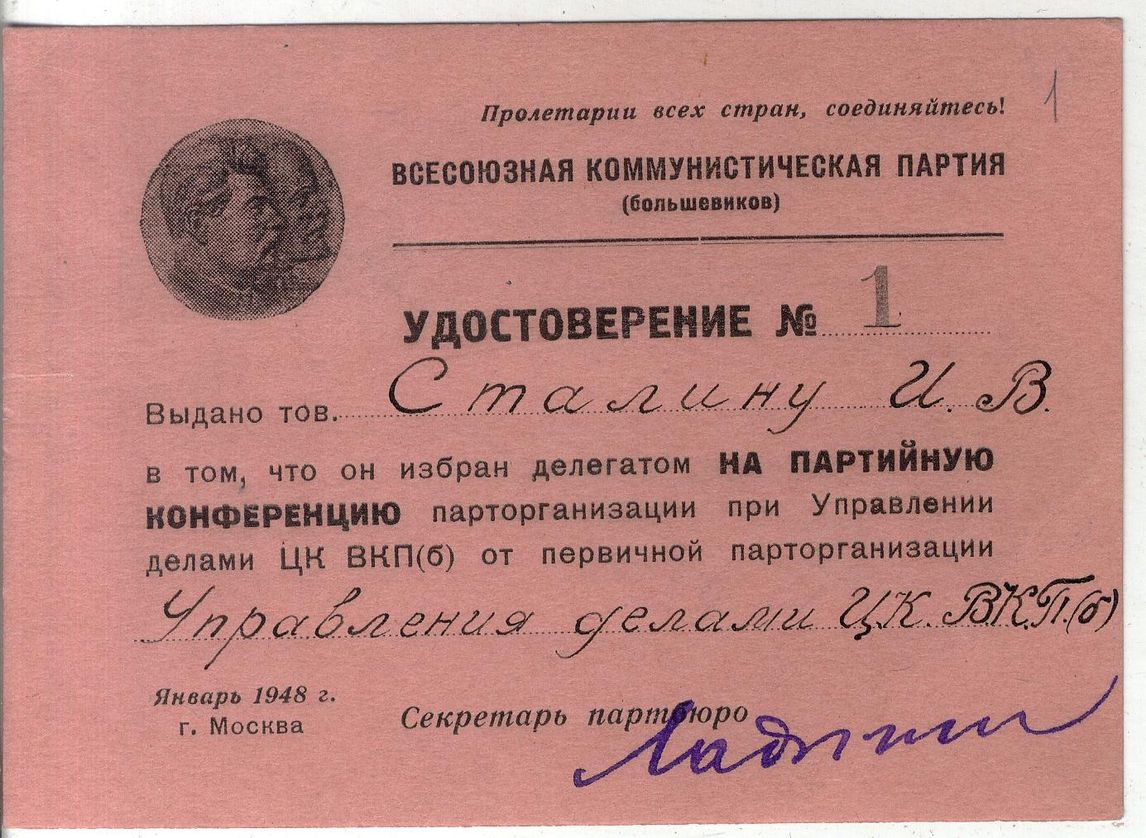 1
Пролетарии всех стран, соединяйтесь!
ВСЕСОЮЗНАЯ КОММУНИСТИЧЕСКАЯ ПАРТИЯ
(большевиков)
УДОСТОВЕРЕНИЕ № 1
Выдано тов. Сталину И. В.
в том, что он избран делегатом НА ПАРТИЙНУЮ
КОНФЕРЕНЦИЮ парторганизации при Управлении
делами ЦК ВКП(б) от первичной парторганизации
Управления делами ЦК. ВК.П.(б)
Январь 1948 г.
г. Москва
Секретарь партбюро